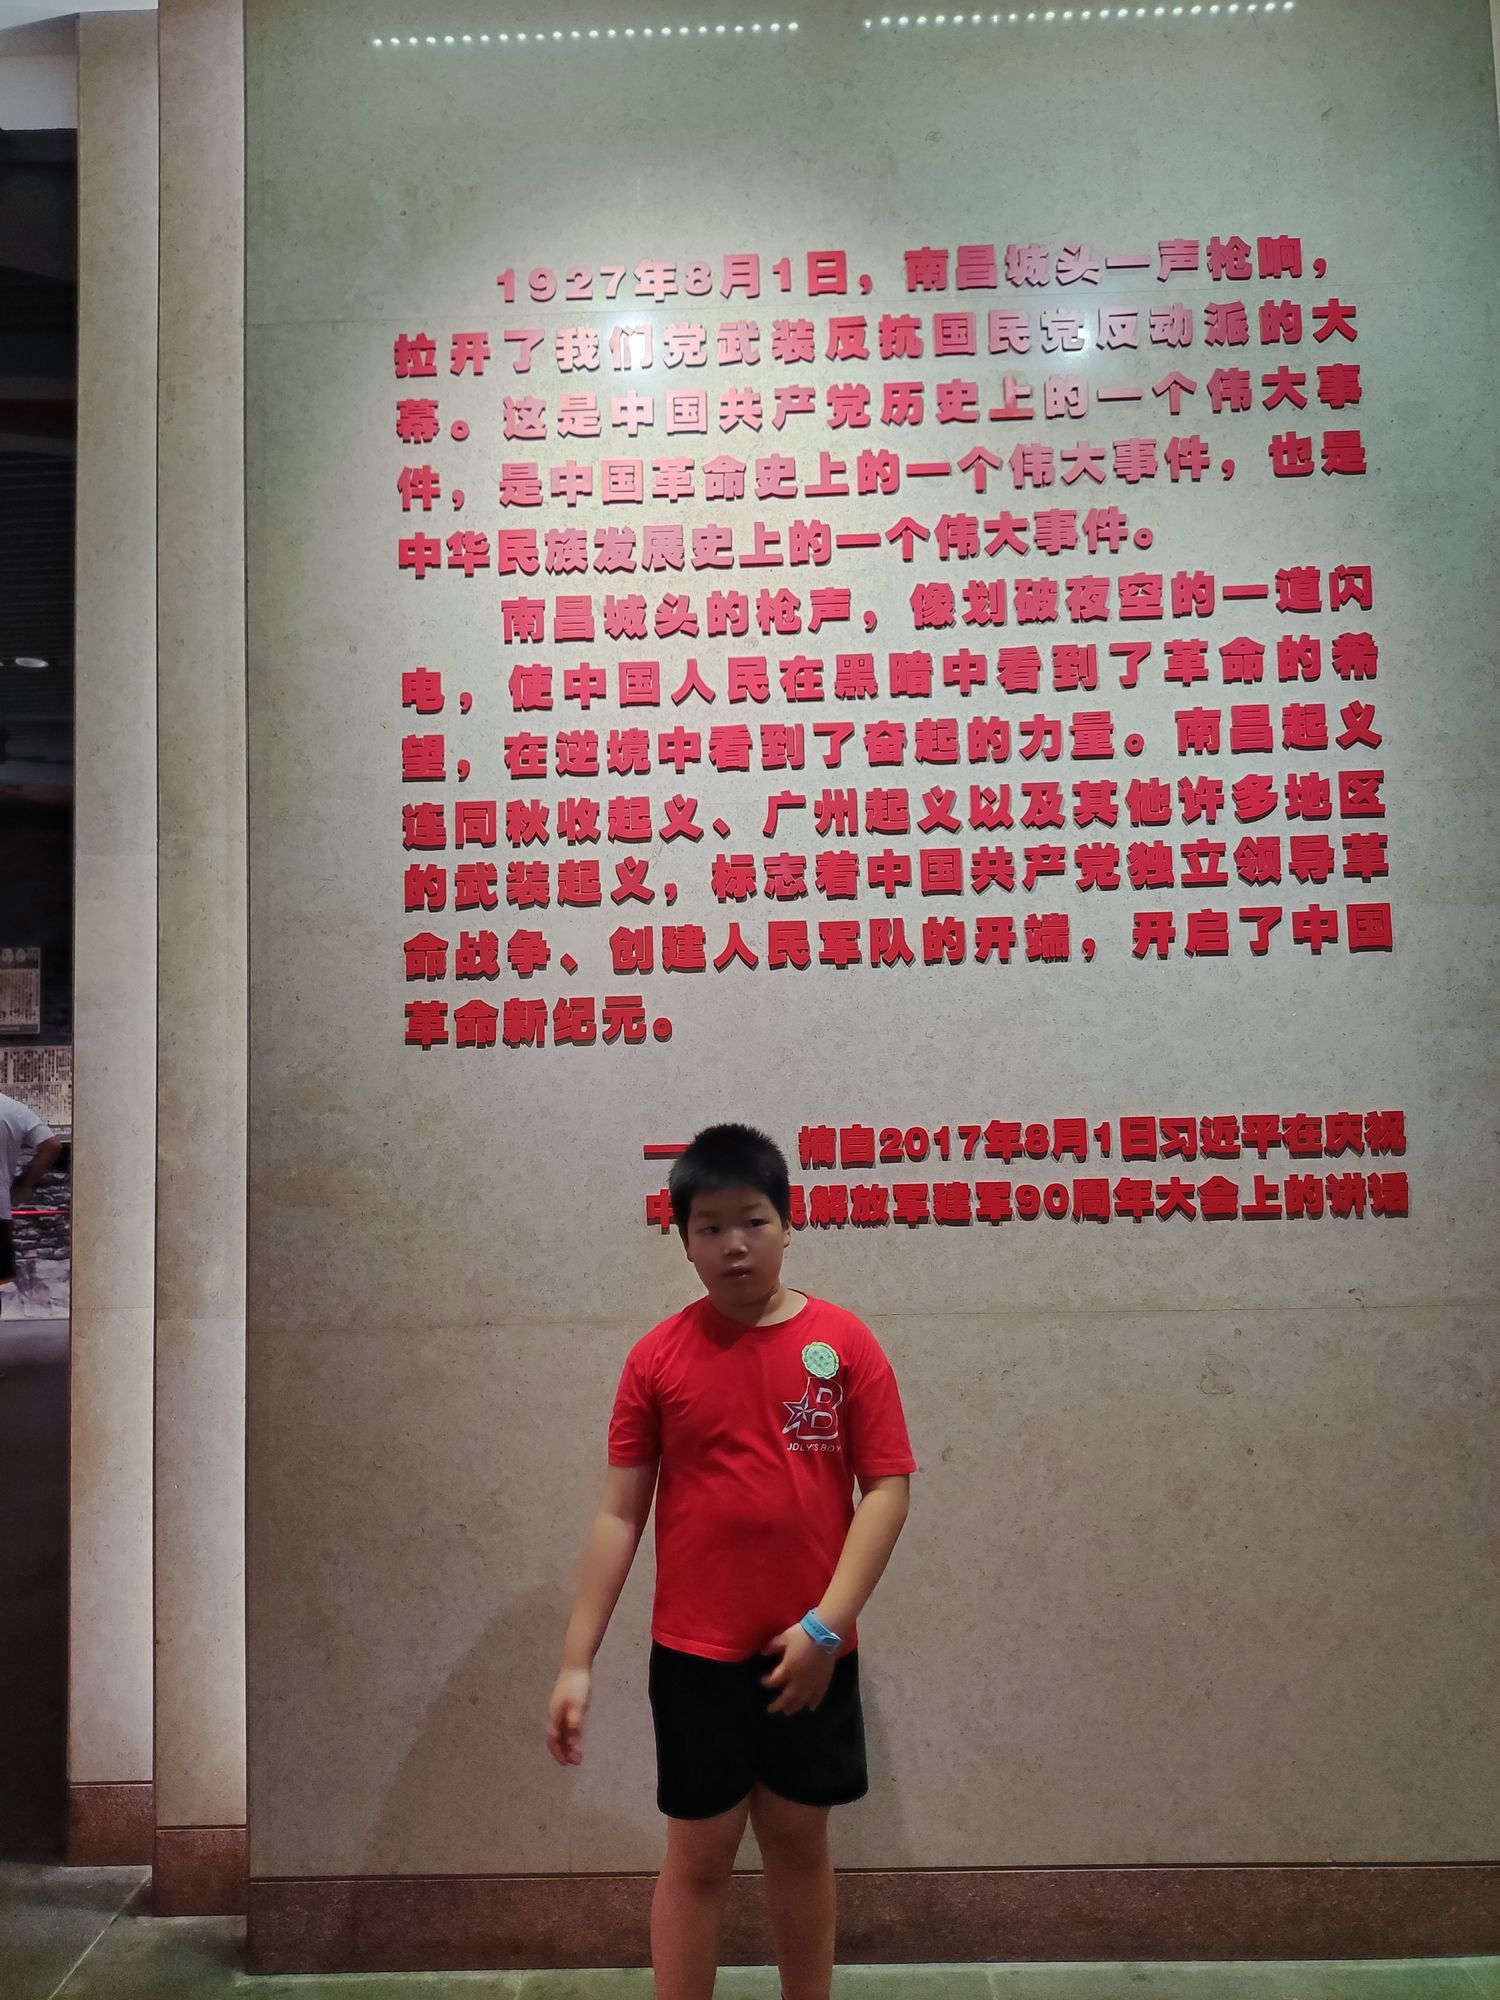 1927年8月1日，南昌城头一声枪响，
拉开了我们党武装反抗国民党反动派的大
幕。这是中国共产党历史上的一个伟大事
件，是中国革命史上的一个伟大事件，也是
中华民族发展史上的一个伟大事件。
南昌城头的枪声，像划破夜空的一道闪
电，使中国人民在黑暗中看到了革命的希
望，在逆境中看到了奋起的力量。南昌起义
连同秋收起义、广州起义以及其他许多地区
的武装起义，标志着中国共产党独立领导革
命战争、创建人民军队的开端，开启了中国
革命新纪元。
—摘自2017年8月1日习近平在庆祝
中 民解放军建军90周年大会上的讲话
B
JDLY'S BOY